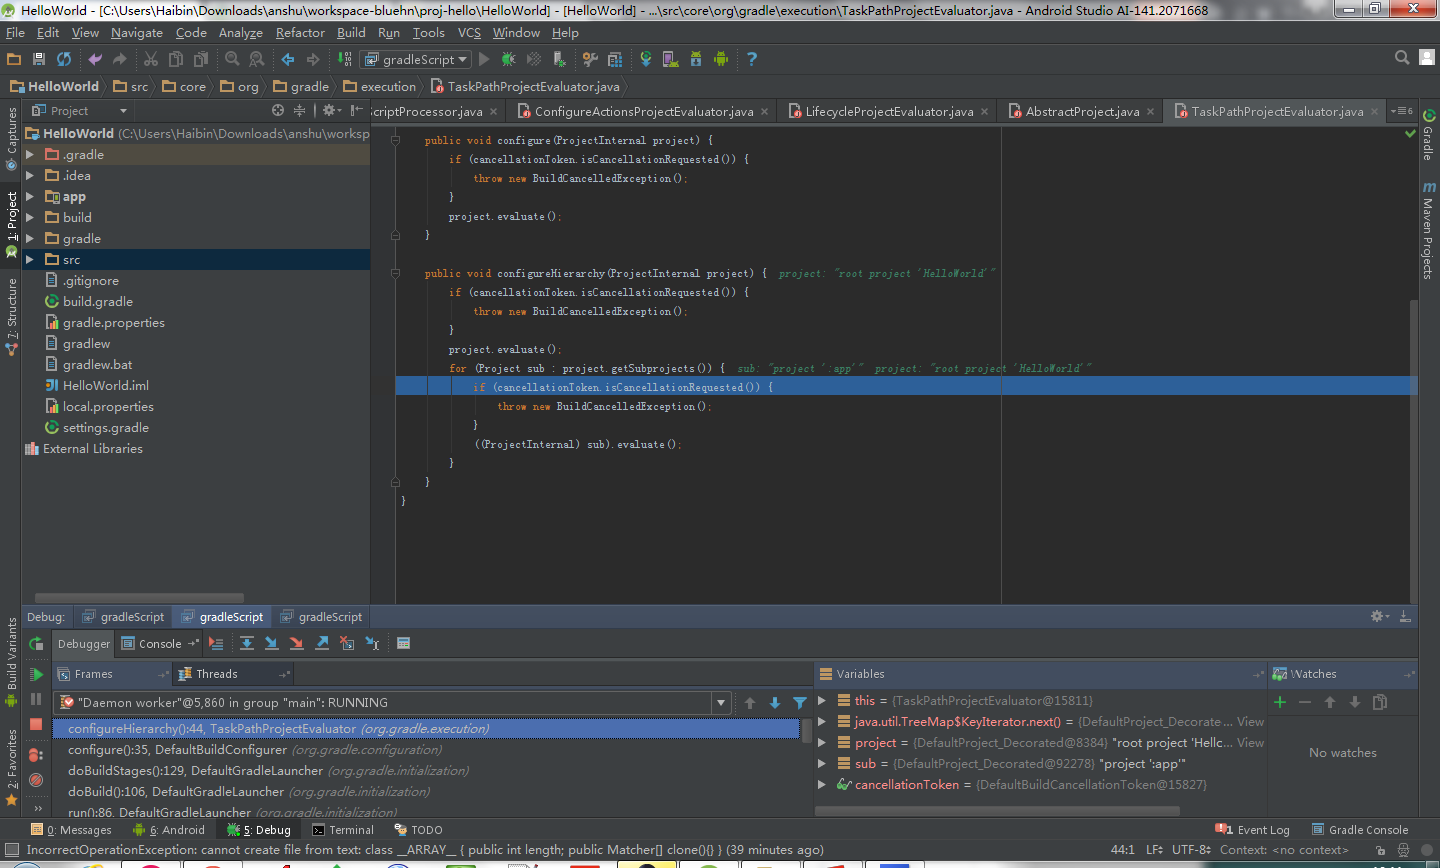 HelloWorld - [C:\Users\Haibin\Downloads\anshu\workspace-bluehn\proj-hello\HelloWorld] - [HelloWorld] - ...\src\core\org\gradle\execution\TaskPathProjectEvaluator.java - Android Studio AI-141.2071668
File Edit View Navigate Code Analyze Refactor Build Run Tools VCS Window Help
gradleScript
HelloWorld src core org gradle execution TaskPathProjectEvaluator.java
Project
criptProcessor.java ConfigureActionsProjectEvaluator.java LifecycleProjectEvaluator.java AbstractProject.java TaskPathProjectEvaluator.java 6
Captures
1: Project
7: Structure
Build Variants
2: Favorites
HelloWorld (C:\Users\Haibin\Downloads\anshu\worksp
.gradle
.idea
app
build
gradle
src
.gitignore
build.gradle
gradle.properties
gradlew
gradlew.bat
HelloWorld.iml
local.properties
settings.gradle
External Libraries
public void configure(ProjectInternal project) {
if (cancellationToken.isCancellationRequested()) {
throw new BuildCancelledException();
}
project.evaluate();
}
public void configureHierarchy(ProjectInternal project) { project: "root project 'HelloWorld'"
if (cancellationToken.isCancellationRequested()) {
throw new BuildCancelledException();
}
project.evaluate();
for (Project sub : project.getSubprojects()) { sub: "project ':app'" project: "root project 'HelloWorld'"
if (cancellationToken.isCancellationRequested()) {
throw new BuildCancelledException();
}
((ProjectInternal) sub).evaluate();
}
}
}
Gradle
m Maven Projects
Debug: gradleScript gradleScript gradleScript
Debugger Console
Frames Threads
"Daemon worker"@5,860 in group "main": RUNNING
configureHierarchy():44, TaskPathProjectEvaluator (org.gradle.execution)
configure():35, DefaultBuildConfigurer (org.gradle.configuration)
doBuildStages():129, DefaultGradleLauncher (org.gradle.initialization)
doBuild():106, DefaultGradleLauncher (org.gradle.initialization)
run():86, DefaultGradleLauncher (org.gradle.initialization)
Variables
this = {TaskPathProjectEvaluator@15811}
java.util.TreeMap$KeyIterator.next() = {DefaultProject_Decorate... View
project = {DefaultProject_Decorated@8384} "root project 'Hellc... View
sub = {DefaultProject_Decorated@92278} "project ':app'"
cancellationToken = {DefaultBuildCancellationToken@15827}
Watches
No watches
0: Messages 6: Android 5: Debug Terminal TODO 1 Event Log Gradle Console
IncorrectOperationException: cannot create file from text: class __ARRAY__ { public int length; public Matcher[] clone(){} } (39 minutes ago) 44:1 LF UTF-8 Context: <no context>